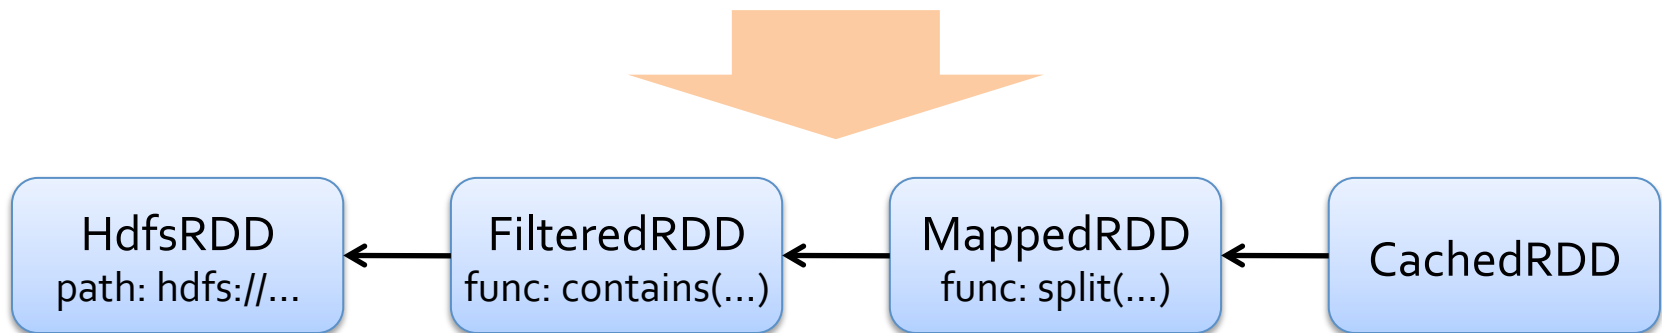 HdfsRDD
path: hdfs://...
FilteredRDD
func: contains(...)
MappedRDD
func: split(...)
CachedRDD